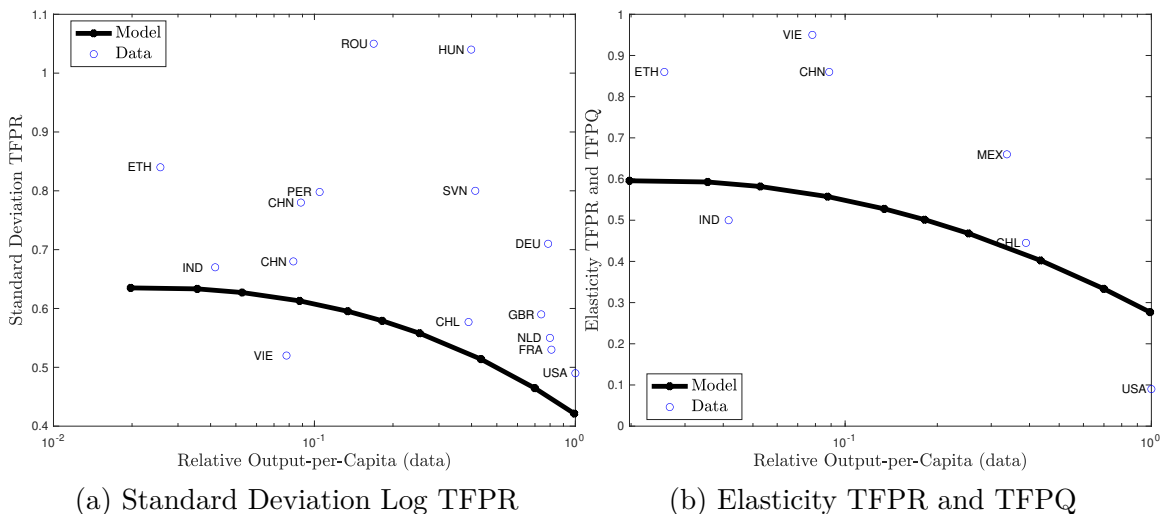 1.1
1
0.9
0.8
0.7
0.6
0.5
0.4
Standard Deviation TFPR
Model
Data
ROU
HUN
ETH
PER
CHN
SVN
DEU
IND
CHN
GBR
CHL
NLD
FRA
VIE
USA
10-2
10-1
100
Relative Output-per-Capita (data)
(a) Standard Deviation Log TFPR
1
0.9
0.8
0.7
0.6
0.5
0.4
0.3
0.2
0.1
0
Elasticity TFPR and TFPQ
VIE
ETH
CHN
MEX
IND
CHL
USA
Model
Data
10-1
100
Relative Output-per-Capita (data)
(b) Elasticity TFPR and TFPQ